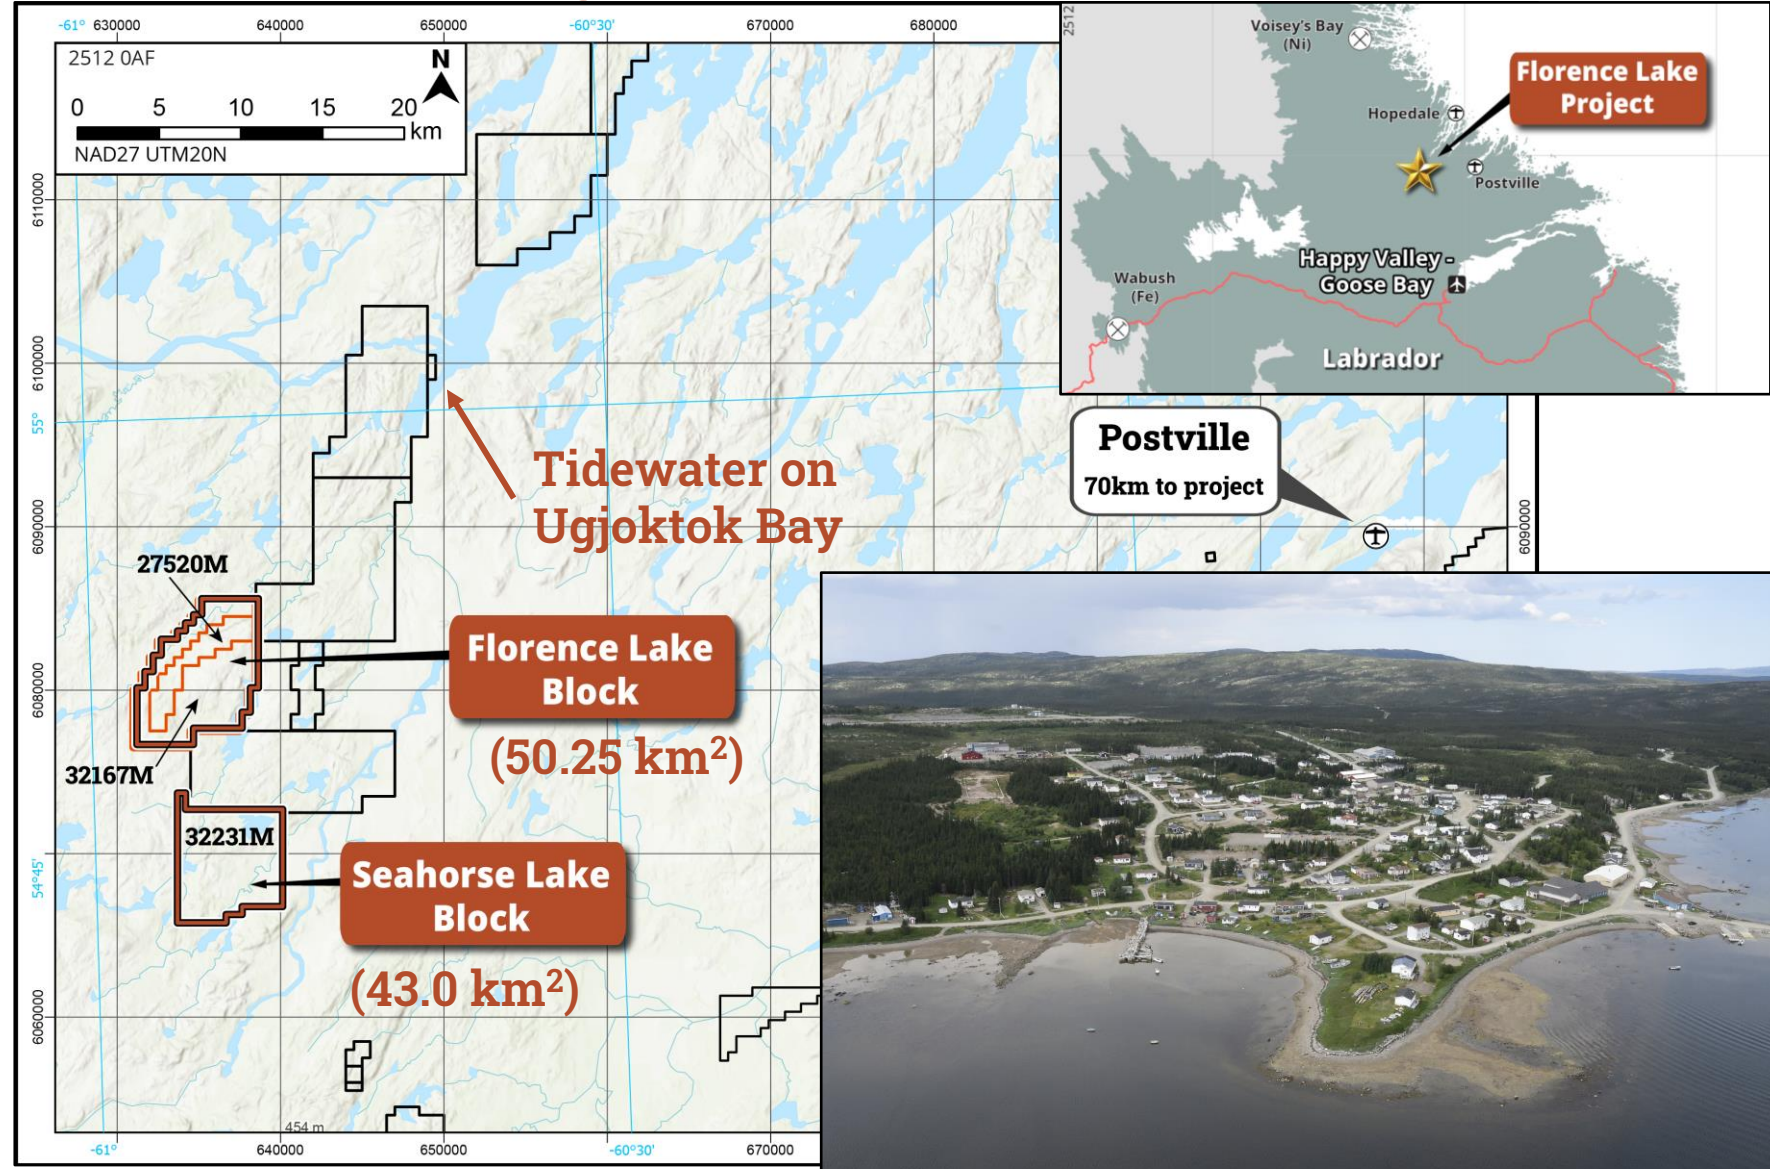 -61°
630000
640000
650000
-60°30'
670000
680000
2512 0AF
N
0 5 10 15 20
km
NAD27 UTM20N
6110000
6100000
55°
6090000
6080000
54°45'
6060000
2512
Voisey's Bay
(Ni)
Hopedale
Postville
Florence Lake
Project
Happy Valley -
Goose Bay
Wabush
(Fe)
Labrador
Tidewater on
Ugjoktok Bay
Postville
70km to project
6090000
27520M
Florence Lake
Block
(50.25 km²)
32167M
32231M
Seahorse Lake
Block
(43.0 km²)
454 m
-61°
640000
650000
-60°30'
670000